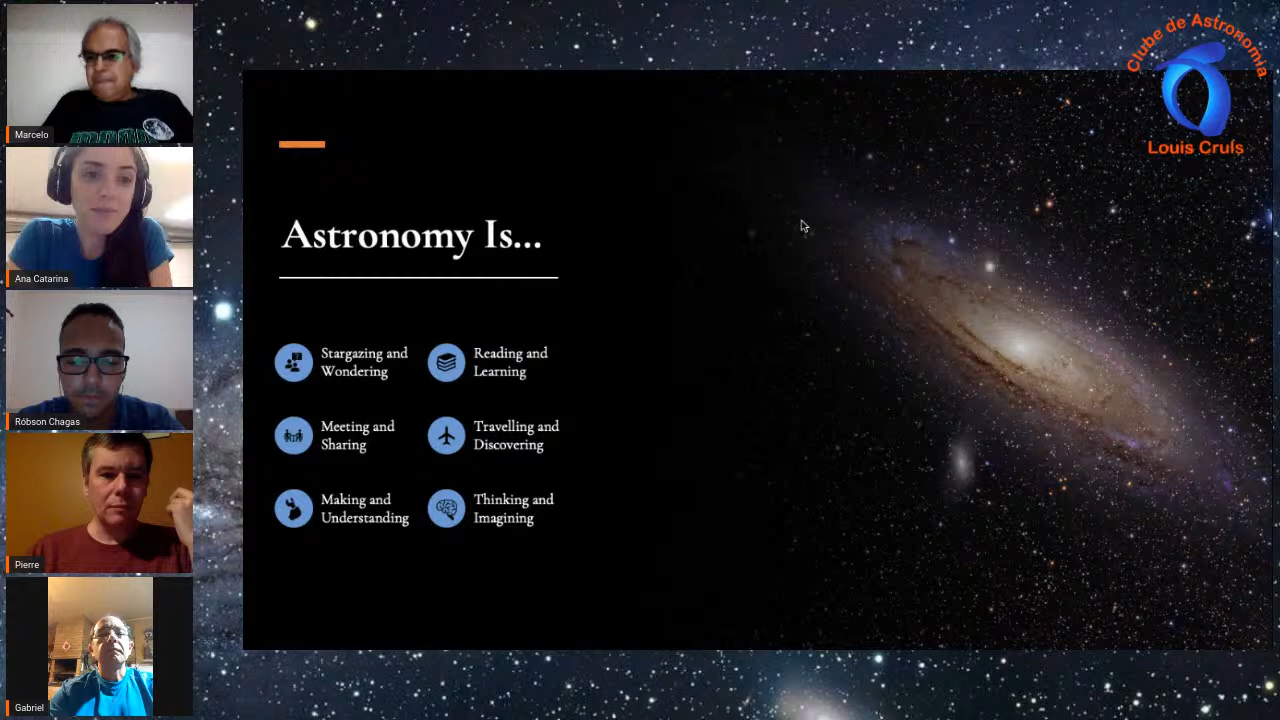 Marcelo
Ana Catarina
Róbson Chagas
Pierre
Gabriel
Astronomy Is...
Stargazing and
Wondering
Reading and
Learning
Meeting and
Sharing
Travelling and
Discovering
Making and
Understanding
Thinking and
Imagining
Clube de Astronomia
Louis Cruls